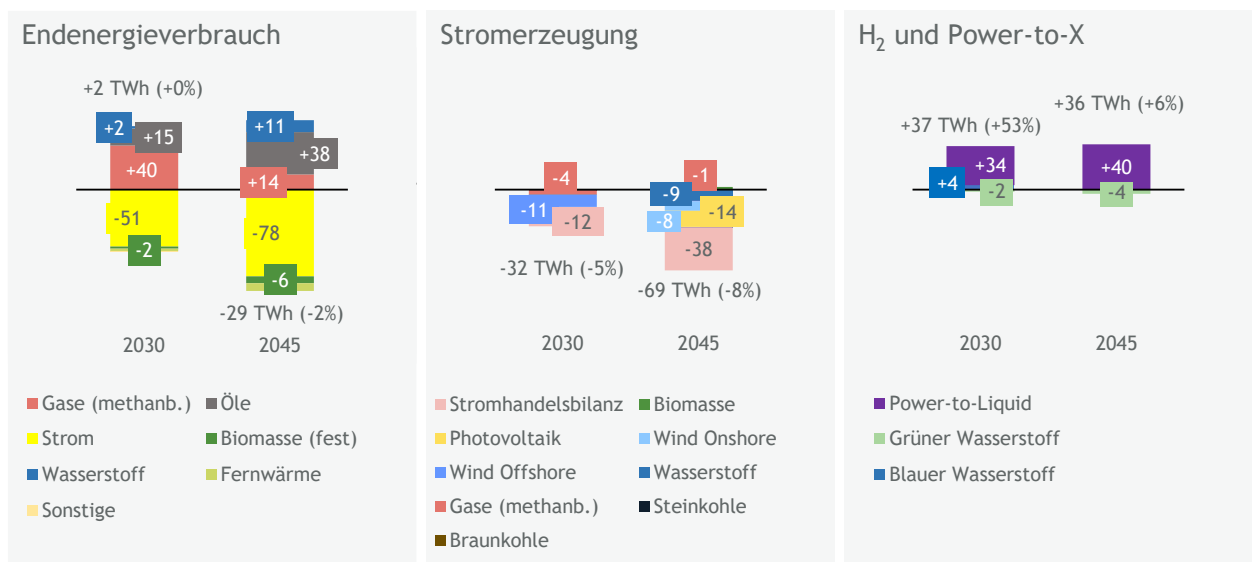 Endenergieverbrauch
+2 TWh (+0%)
+2
+15
+40
-51
-2
+11
+38
+14
-78
-6
-29 TWh (-2%)
2030
2045
Gase (methanb.)
Öle
Strom
Biomasse (fest)
Wasserstoff
Fernwärme
Sonstige
Stromerzeugung
-4
-11
-12
-32 TWh (-5%)
-1
-9
-8
-14
-38
-69 TWh (-8%)
2030
2045
Stromhandelsbilanz
Biomasse
Photovoltaik
Wind Onshore
Wind Offshore
Wasserstoff
Gase (methanb.)
Steinkohle
Braunkohle
H₂ und Power-to-X
+37 TWh (+53%)
+34
+4
-2
+36 TWh (+6%)
+40
-4
2030
2045
Power-to-Liquid
Grüner Wasserstoff
Blauer Wasserstoff